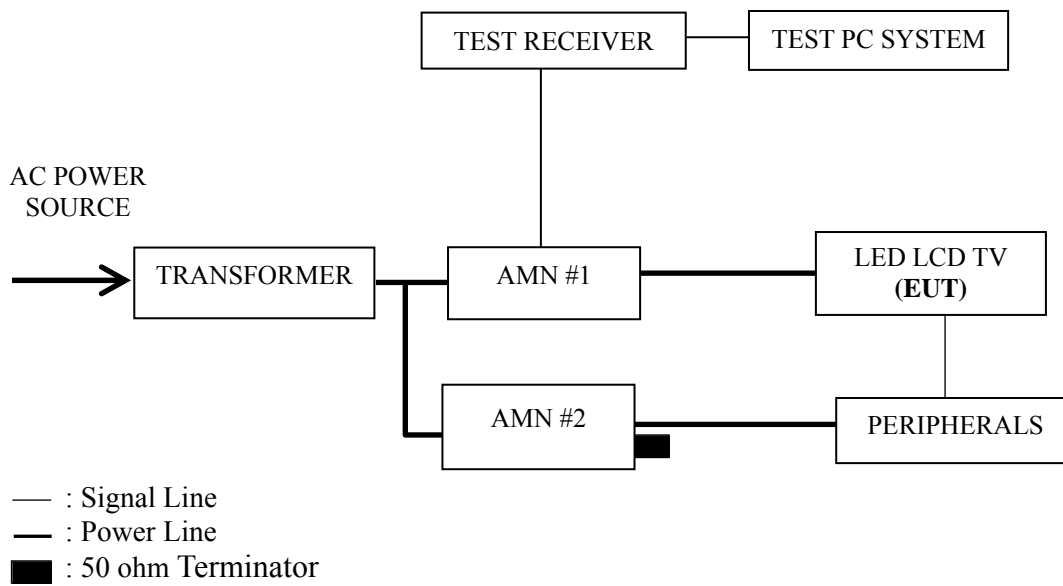 TEST RECEIVER
TEST PC SYSTEM
AC POWER
SOURCE
TRANSFORMER
AMN #1
LED LCD TV
(EUT)
AMN #2
PERIPHERALS
: Signal Line
: Power Line
: 50 ohm Terminator